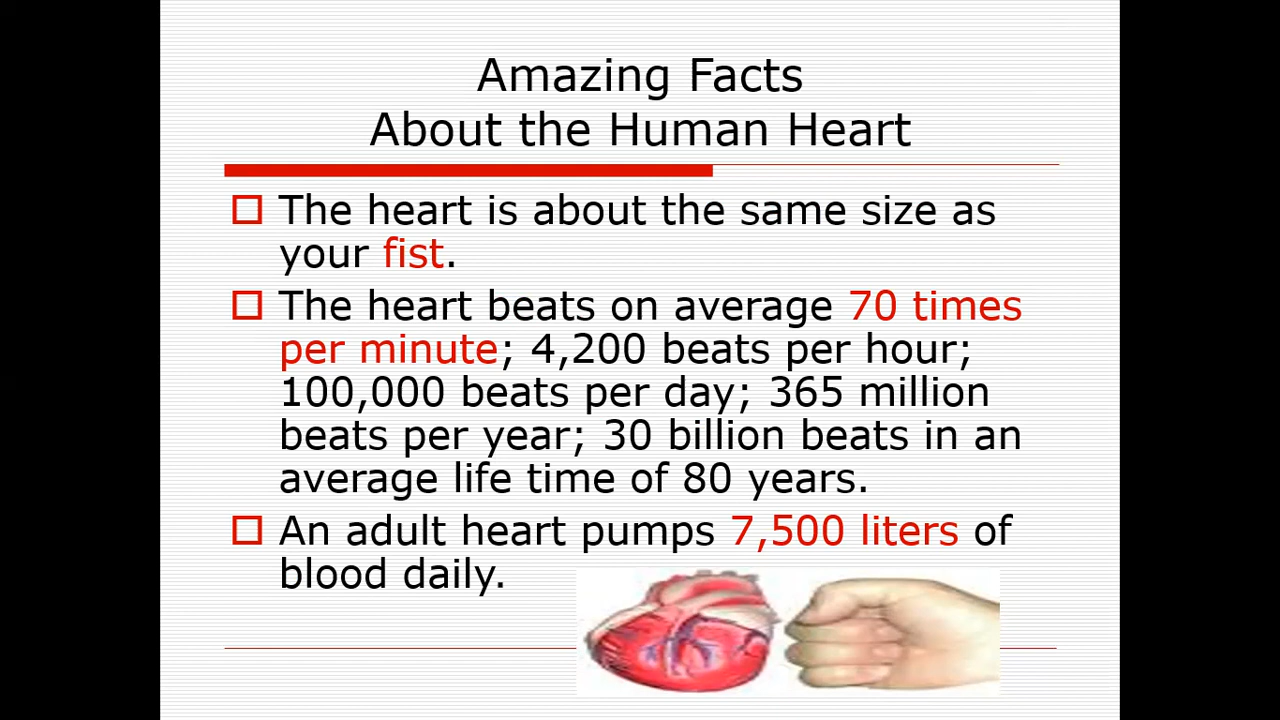 Amazing Facts
About the Human Heart
The heart is about the same size as
your fist.
The heart beats on average 70 times
per minute; 4,200 beats per hour;
100,000 beats per day; 365 million
beats per year; 30 billion beats in an
average life time of 80 years.
An adult heart pumps 7,500 liters of
blood daily.